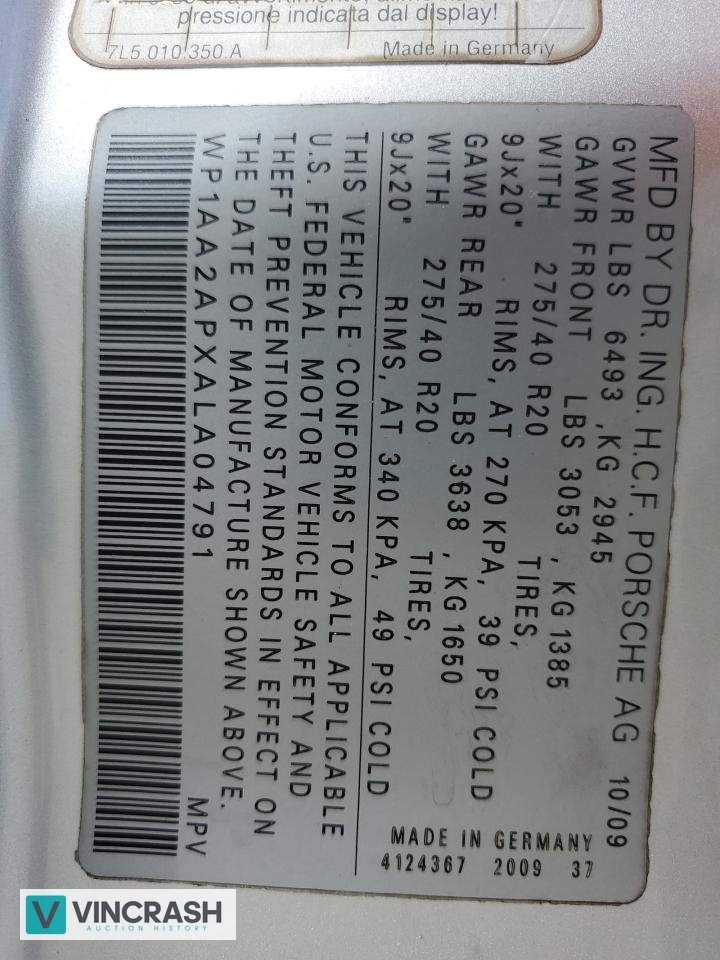 pressione indicata dal display!
7L5.010.350.A Made in Germany
MFD BY DR. ING. H.C.F. PORSCHE AG 10/09
GVWR LBS 6493 ,KG 2945
GAWR FRONT LBS 3053 , KG 1385
WITH 275/40 R20 TIRES,
9Jx20" RIMS, AT 270 KPA, 39 PSI COLD
GAWR REAR LBS 3638 , KG 1650
WITH 275/40 R20 TIRES,
9Jx20" RIMS, AT 340 KPA, 49 PSI COLD
THIS VEHICLE CONFORMS TO ALL APPLICABLE
U.S. FEDERAL MOTOR VEHICLE SAFETY AND
THEFT PREVENTION STANDARDS IN EFFECT ON
THE DATE OF MANUFACTURE SHOWN ABOVE.
WP1AA2APXALA04791 MPV
MADE IN GERMANY
4124367 2009 37
VINCRASH
AUCTION HISTORY